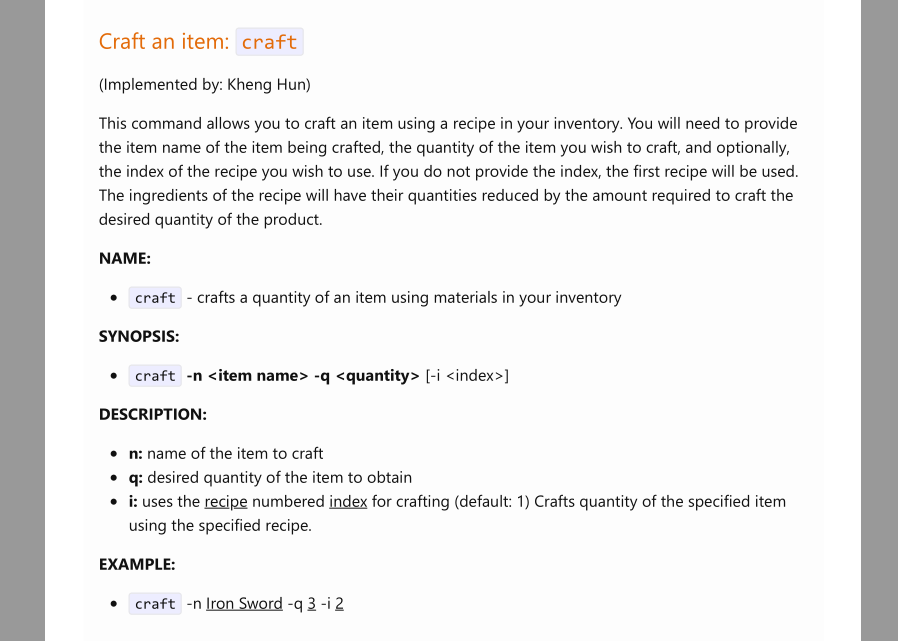 Craft an item: craft
(Implemented by: Kheng Hun)
This command allows you to craft an item using a recipe in your inventory. You will need to provide
the item name of the item being crafted, the quantity of the item you wish to craft, and optionally,
the index of the recipe you wish to use. If you do not provide the index, the first recipe will be used.
The ingredients of the recipe will have their quantities reduced by the amount required to craft the
desired quantity of the product.
NAME:
• craft - crafts a quantity of an item using materials in your inventory
SYNOPSIS:
• craft -n <item name> -q <quantity> [-i <index>]
DESCRIPTION:
• n: name of the item to craft
• q: desired quantity of the item to obtain
• i: uses the recipe numbered index for crafting (default: 1) Crafts quantity of the specified item
using the specified recipe.
EXAMPLE:
• craft -n Iron Sword -q 3 -i 2